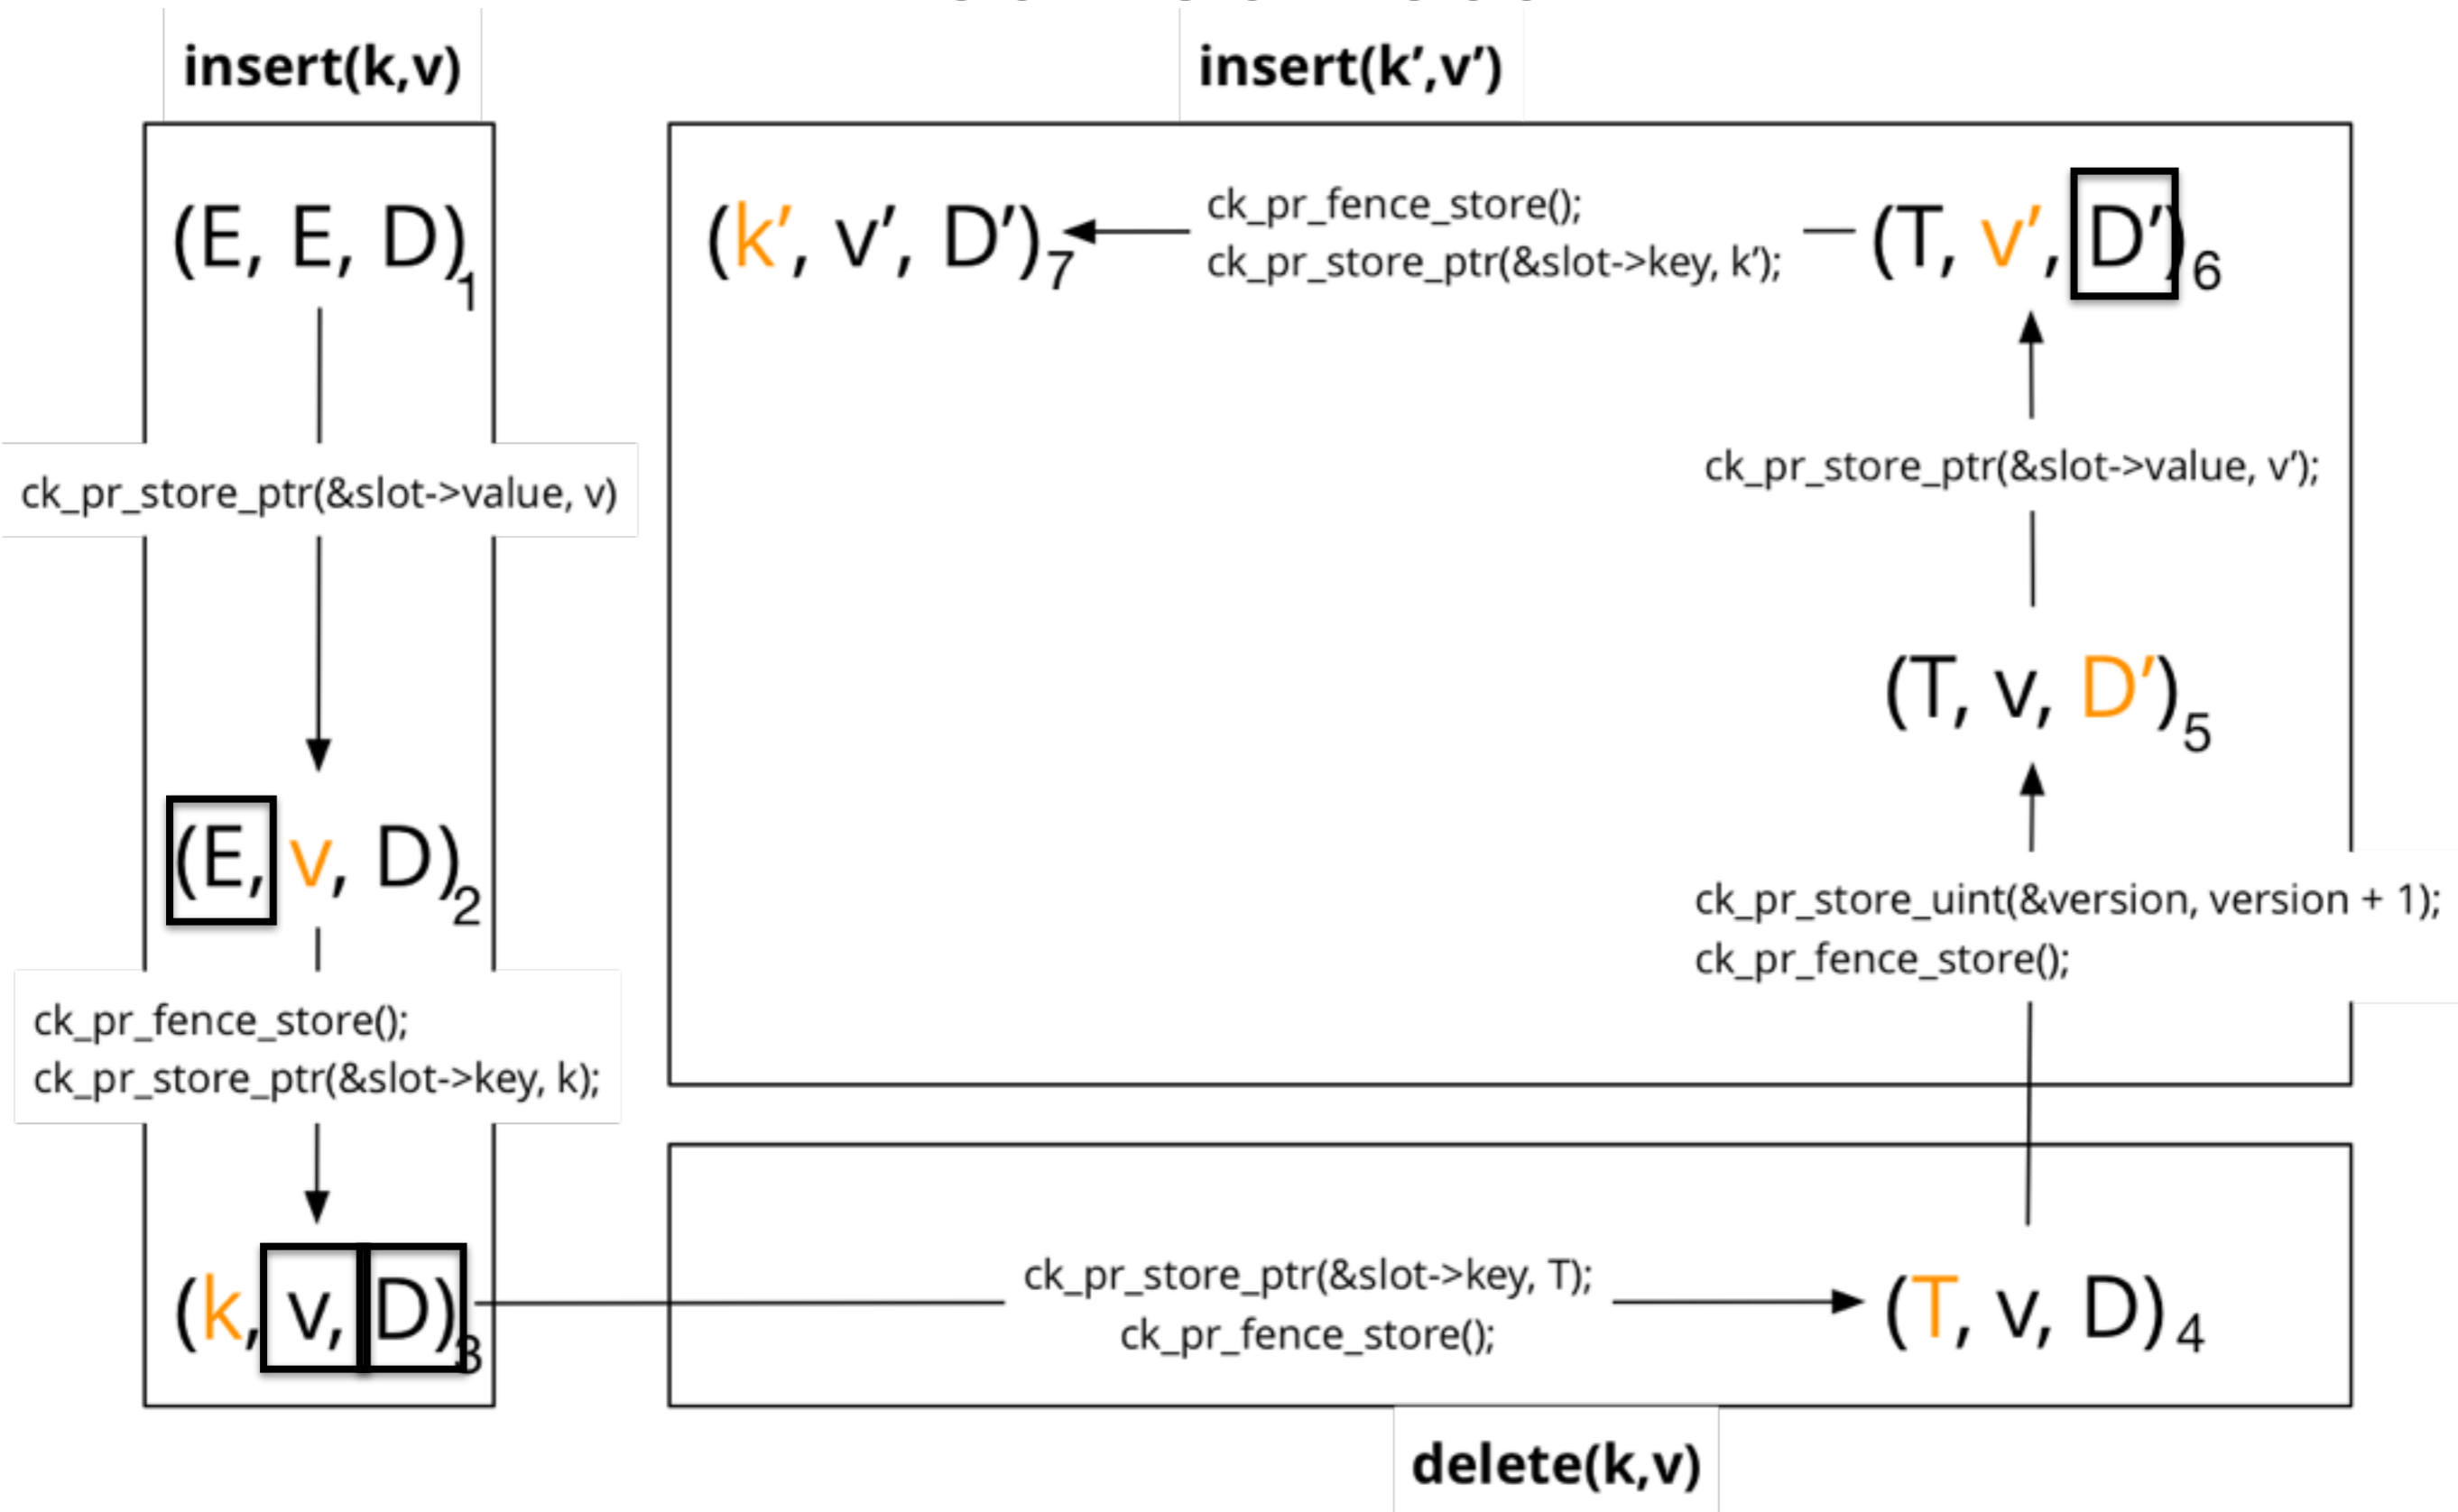 insert(k,v)
insert(k’,v’)
(E, E, D)1
ck_pr_store_ptr(&slot->value, v)
(E, v, D)2
ck_pr_fence_store();
ck_pr_store_ptr(&slot->key, k);
(k, v, D)3
ck_pr_store_ptr(&slot->key, T);
ck_pr_fence_store();
(T, v, D)4
delete(k,v)
ck_pr_store_uint(&version, version + 1);
ck_pr_fence_store();
(T, v, D’)5
ck_pr_store_ptr(&slot->value, v’);
(T, v’, D’)6
ck_pr_fence_store();
ck_pr_store_ptr(&slot->key, k’);
(k’, v’, D’)7